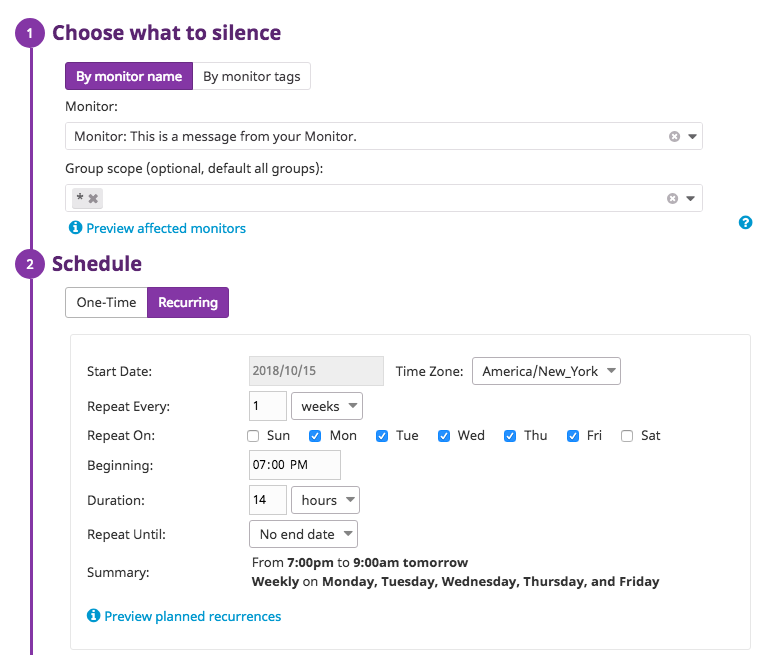 1 Choose what to silence
By monitor name By monitor tags
Monitor:
Monitor: This is a message from your Monitor.
Group scope (optional, default all groups):
*
Preview affected monitors
2 Schedule
One-Time Recurring
Start Date: 2018/10/15 Time Zone: America/New_York
Repeat Every: 1 weeks
Repeat On: Sun Mon Tue Wed Thu Fri Sat
Beginning: 07:00 PM
Duration: 14 hours
Repeat Until: No end date
Summary: From 7:00pm to 9:00am tomorrow
Weekly on Monday, Tuesday, Wednesday, Thursday, and Friday
Preview planned recurrences